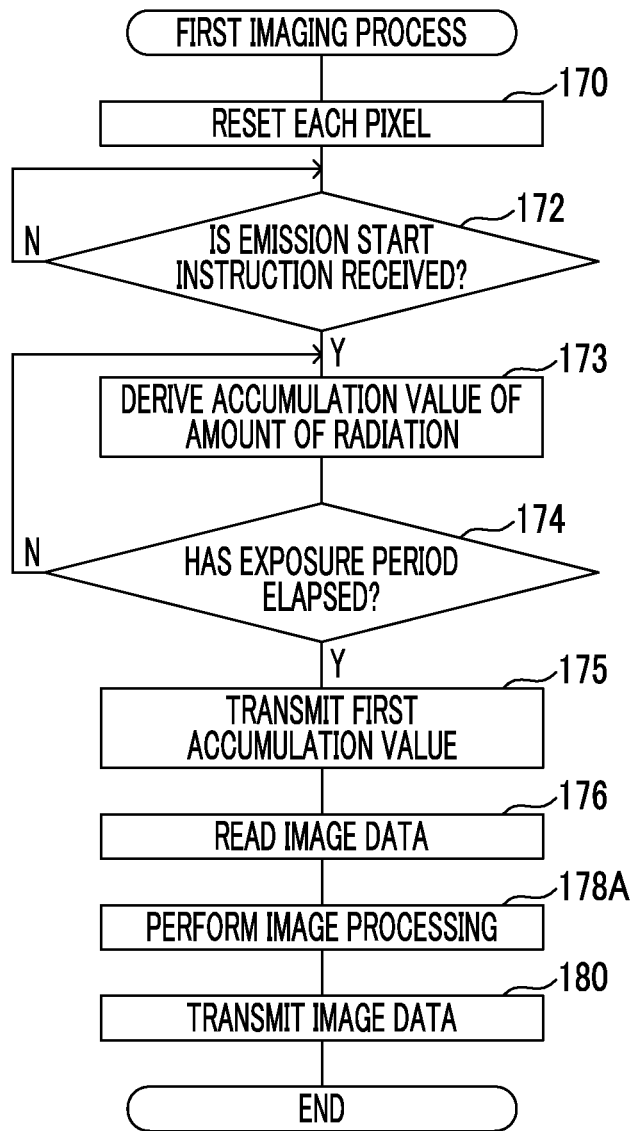 FIRST IMAGING PROCESS
170
RESET EACH PIXEL
172
N
IS EMISSION START
INSTRUCTION RECEIVED?
Y
173
DERIVE ACCUMULATION VALUE OF
AMOUNT OF RADIATION
174
N
HAS EXPOSURE PERIOD
ELAPSED?
Y
175
TRANSMIT FIRST
ACCUMULATION VALUE
176
READ IMAGE DATA
178A
PERFORM IMAGE PROCESSING
180
TRANSMIT IMAGE DATA
END